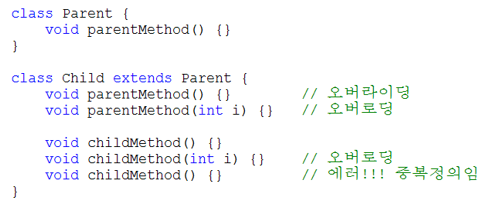 class Parent {
    void parentMethod() {}
}

class Child extends Parent {
    void parentMethod() {}        // 오버라이딩
    void parentMethod(int i) {}   // 오버로딩

    void childMethod() {}
    void childMethod(int i) {}    // 오버로딩
    void childMethod() {}         // 에러!!! 중복정의임
}